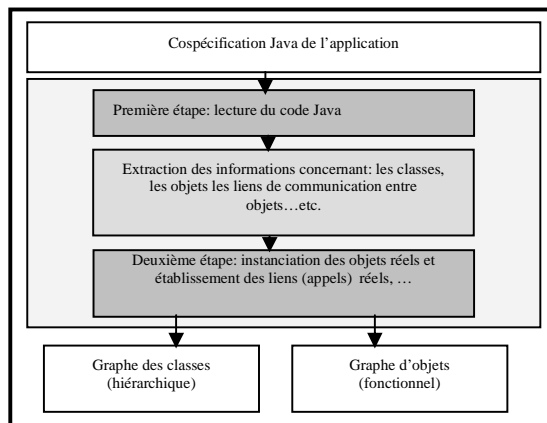 Cospécification Java de l'application
Première étape: lecture du code Java
Extraction des informations concernant: les classes,
les objets les liens de communication entre
objets…etc.
Deuxième étape: instanciation des objets réels et
établissement des liens (appels) réels, …
Graphe des classes
(hiérarchique)
Graphe d'objets
(fonctionnel)